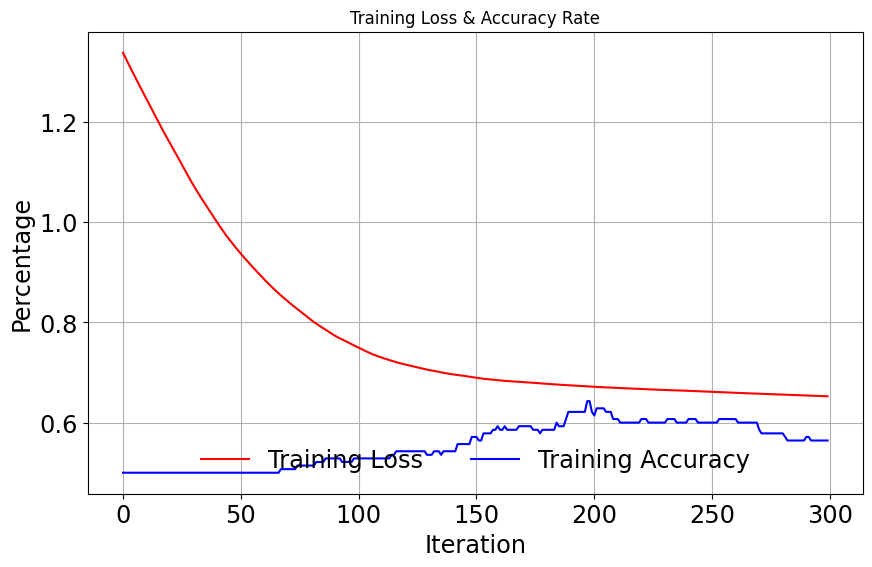 Training Loss & Accuracy Rate
Percentage
1.2
1.0
0.8
0.6
Training Loss Training Accuracy
0 50 100 150 200 250 300
Iteration